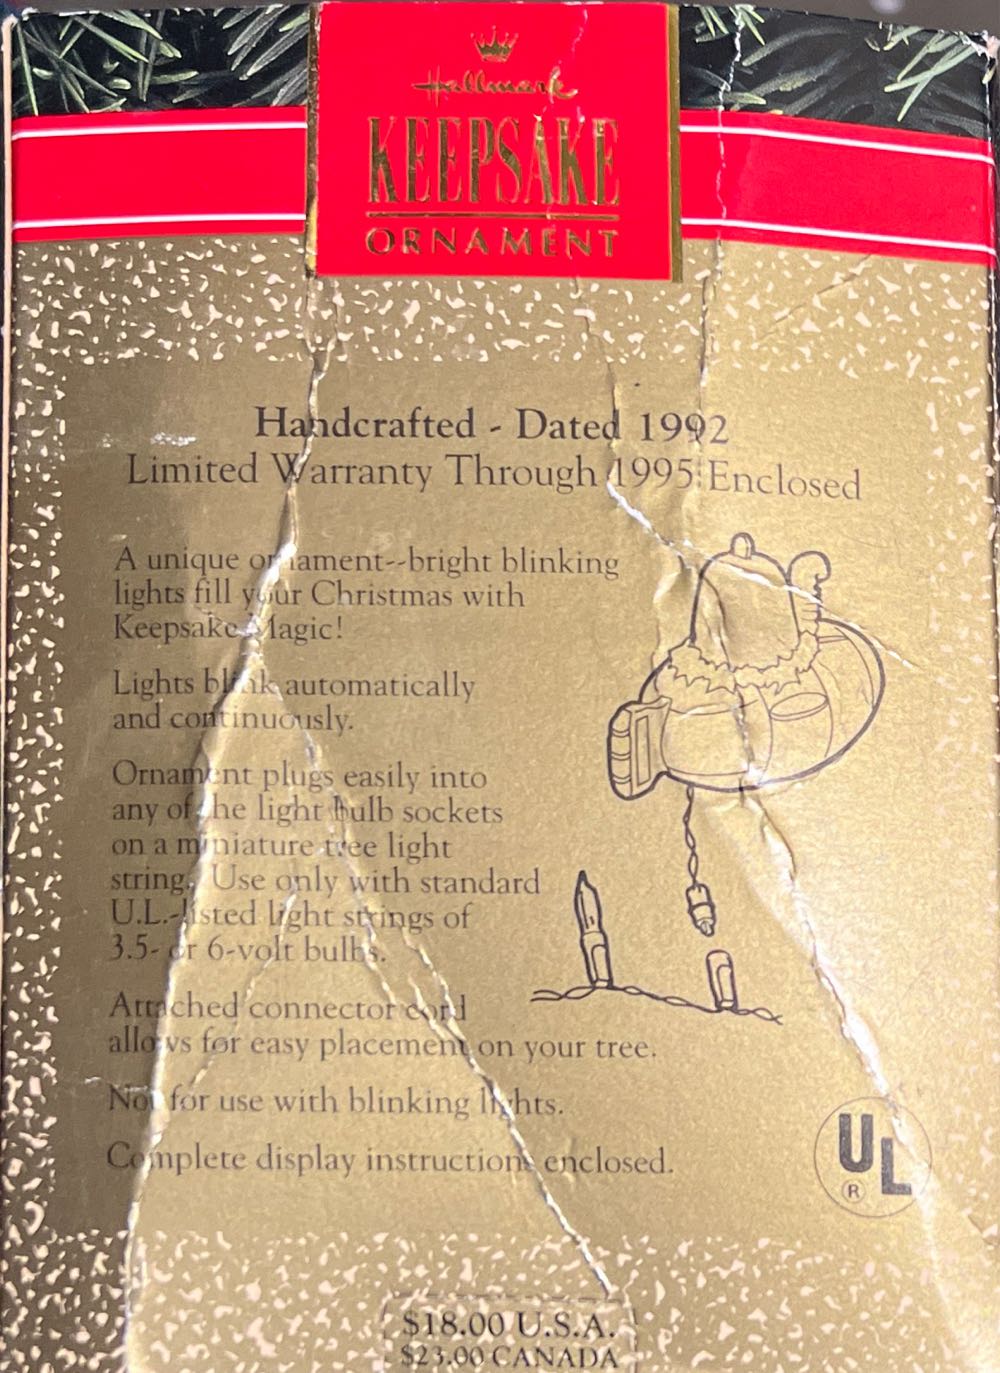 Hallmark
KEEPSAKE
ORNAMENT
Handcrafted - Dated 1992
Limited Warranty Through 1995 Enclosed
A unique ornament--bright blinking
lights fill your Christmas with
Keepsake Magic!
Lights blink automatically
and continuously.
Ornament plugs easily into
any of the light bulb sockets
on a miniature tree light
string. Use only with standard
U.L.-listed light strings of
3.5- or 6-volt bulbs.
Attached connector cord
allows for easy placement on your tree.
Not for use with blinking lights.
Complete display instructions enclosed.
UL
®
$18.00 U.S.A.
$23.00 CANADA